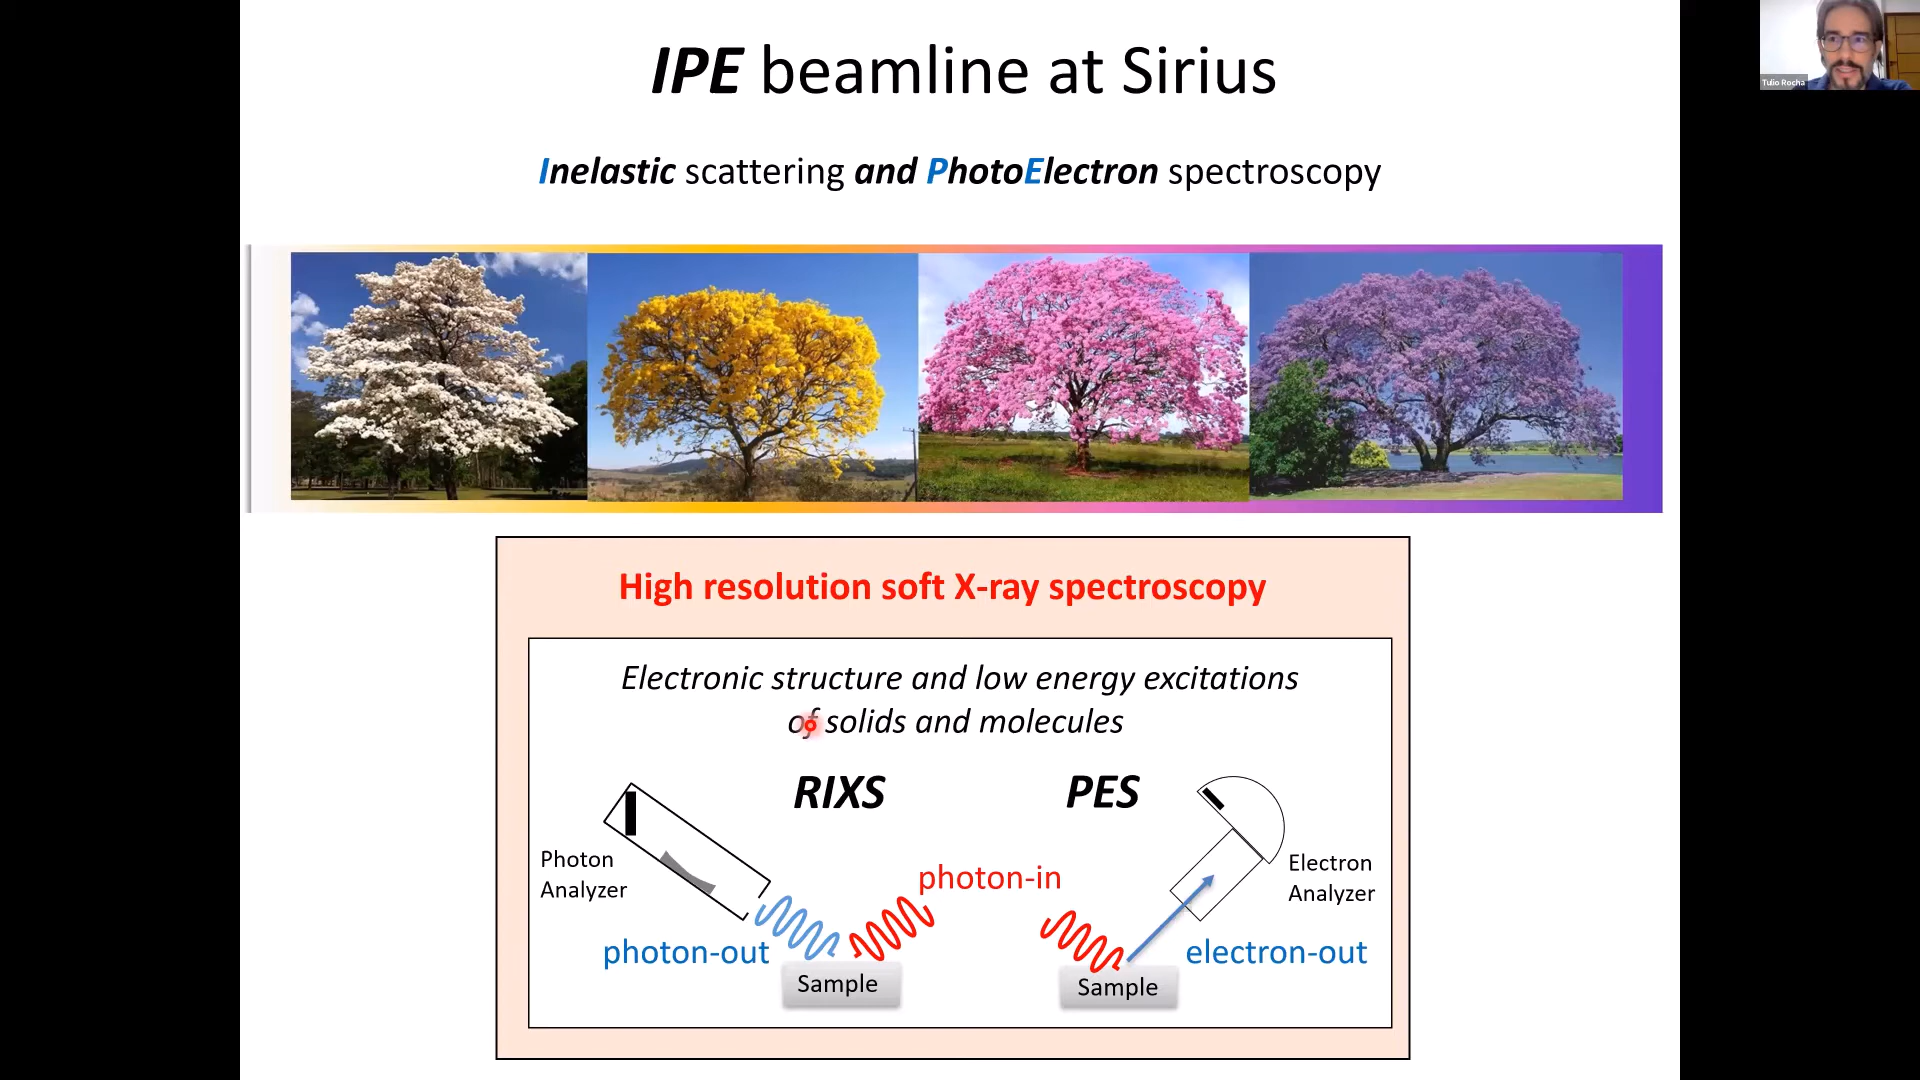 IPE beamline at Sirius
Tulio Rocha
Inelastic scattering and PhotoElectron spectroscopy
High resolution soft X-ray spectroscopy
Electronic structure and low energy excitations
of solids and molecules
RIXS
PES
Photon
Analyzer
photon-in
Electron
Analyzer
photon-out
electron-out
Sample
Sample